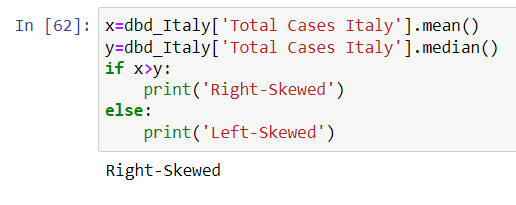 In [62]: x=dbd_Italy['Total Cases Italy'].mean()
y=dbd_Italy['Total Cases Italy'].median()
if x>y:
    print('Right-Skewed')
else:
    print('Left-Skewed')
Right-Skewed